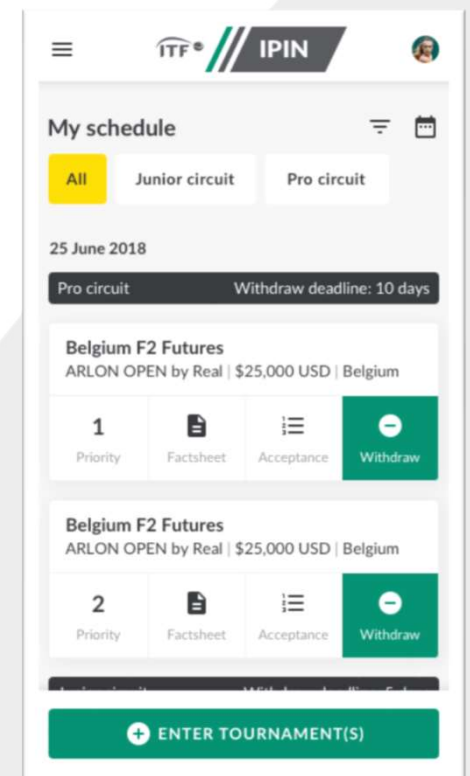 ITF IPIN
My schedule
All Junior circuit Pro circuit
25 June 2018
Pro circuit Withdraw deadline: 10 days
Belgium F2 Futures
ARLON OPEN by Real | $25,000 USD | Belgium
1
Priority Factsheet Acceptance Withdraw
Belgium F2 Futures
ARLON OPEN by Real | $25,000 USD | Belgium
2
Priority Factsheet Acceptance Withdraw
ENTER TOURNAMENT(S)